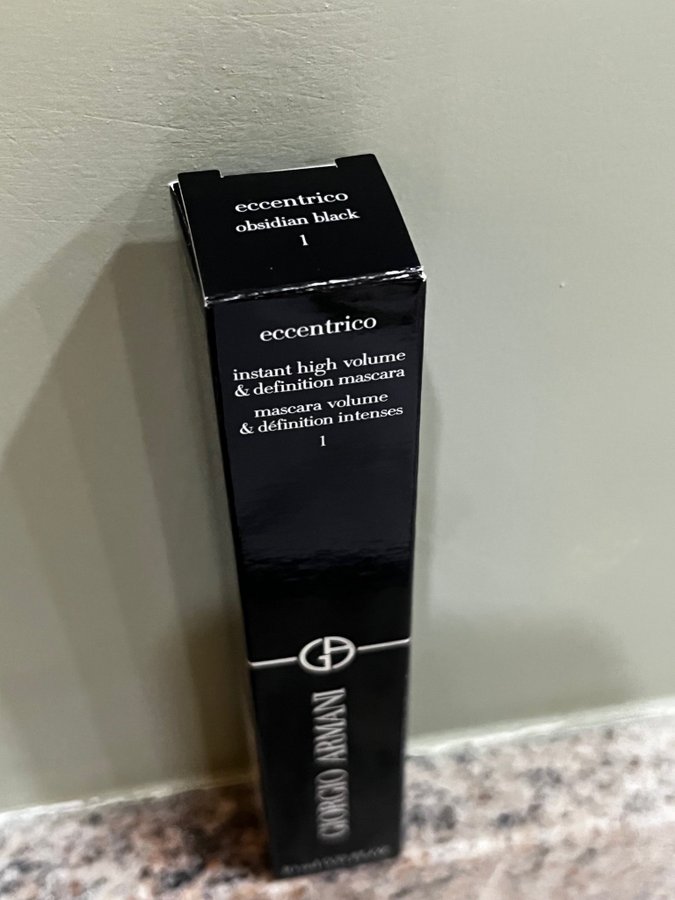 eccentrico
obsidian black
1
eccentrico
instant high volume
& definition mascara
mascara volume
& définition intenses
1
GA
GIORGIO ARMANI